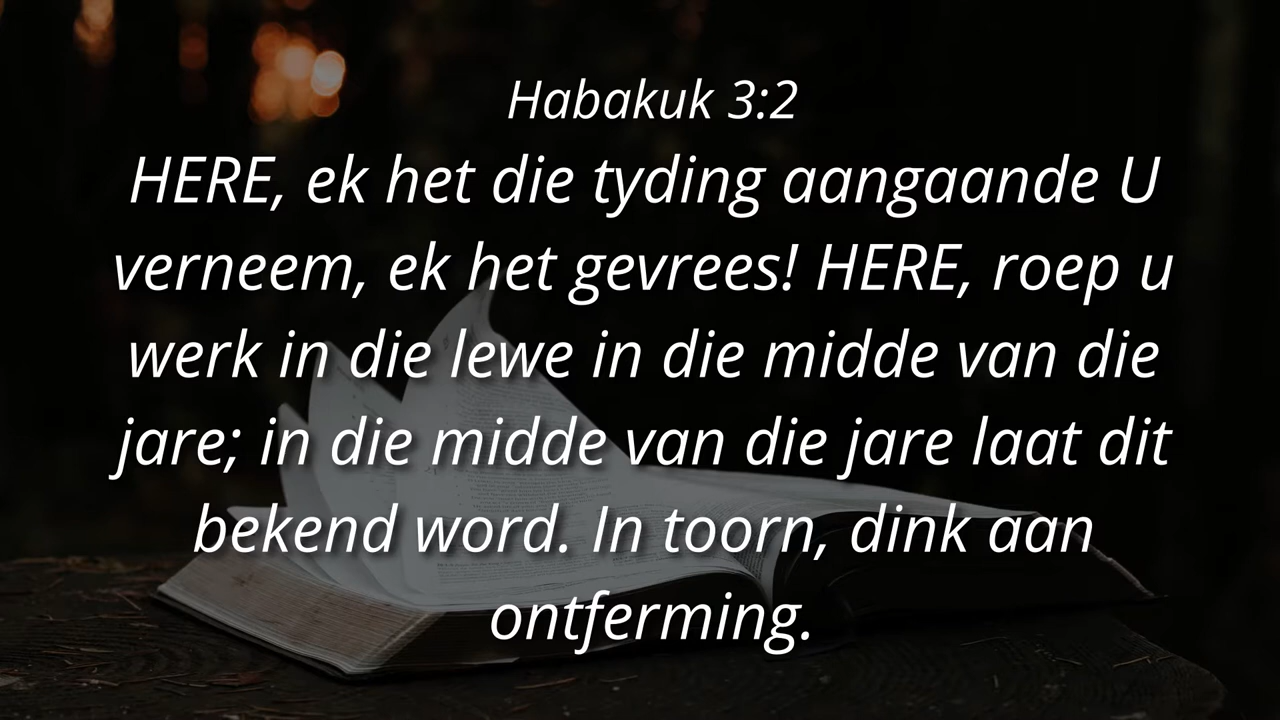 Habakuk 3:2
HERE, ek het die tyding aangaande U
verneem, ek het gevrees! HERE, roep u
werk in die lewe in die midde van die
jare; in die midde van die jare laat dit
bekend word. In toorn, dink aan
ontferming.